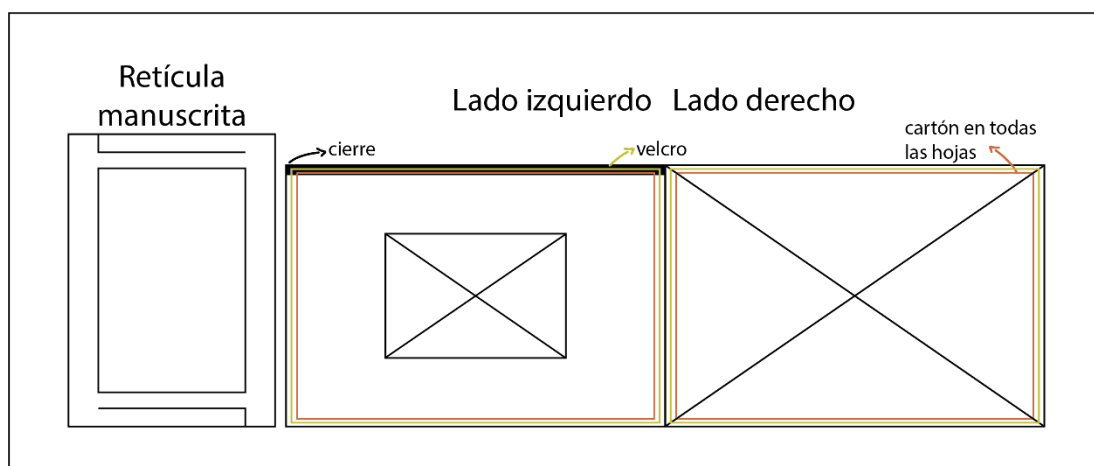 Retícula
manuscrita
Lado izquierdo Lado derecho
cierre
velcro
cartón en todas
las hojas